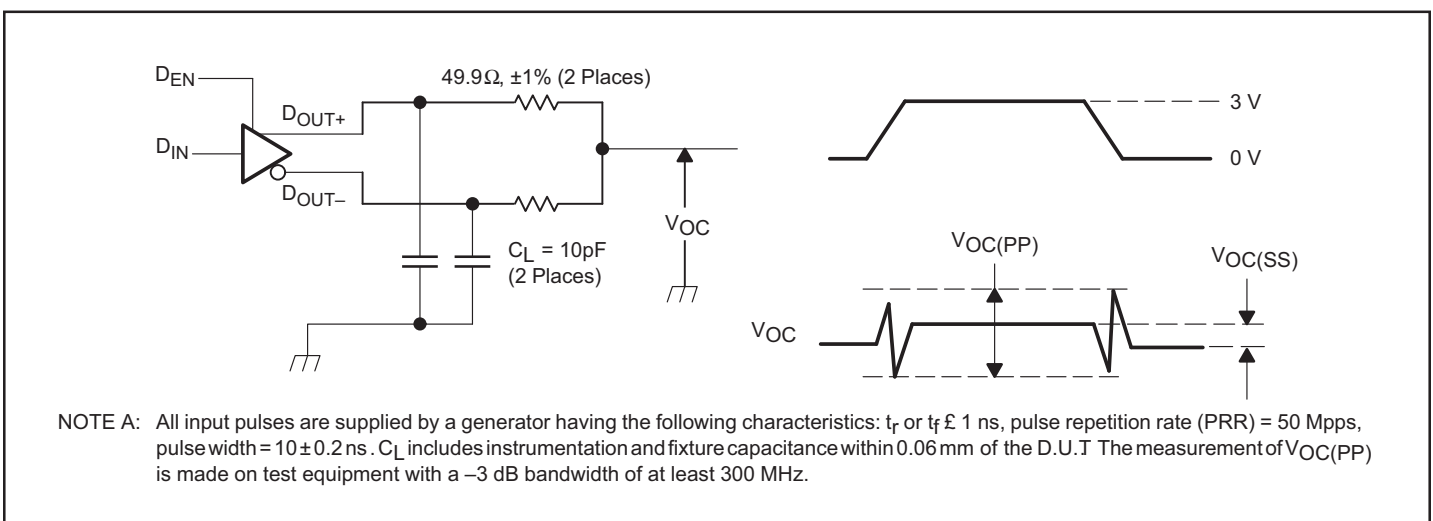 DEN
49.9Ω, ±1% (2 Places)
DOUT+
DIN
DOUT–
VOC
CL = 10pF
(2 Places)
3 V
0 V
VOC(PP)
VOC(SS)
VOC
NOTE A: All input pulses are supplied by a generator having the following characteristics: tr or tf £ 1 ns, pulse repetition rate (PRR) = 50 Mpps,
pulse width = 10 ± 0.2 ns . CL includes instrumentation and fixture capacitance within 0.06 mm of the D.U.T The measurement of VOC(PP)
is made on test equipment with a –3 dB bandwidth of at least 300 MHz.